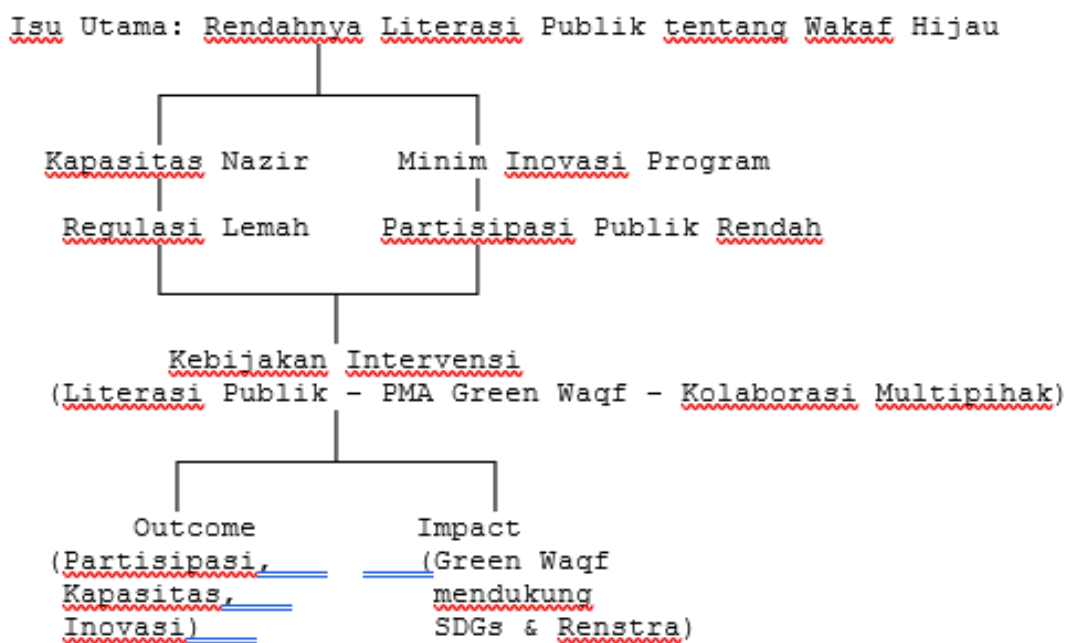 Isu Utama: Rendahnya Literasi Publik tentang Wakaf Hijau
Kapasitas Nazir Minim Inovasi Program
Regulasi Lemah Partisipasi Publik Rendah
Kebijakan Intervensi
(Literasi Publik – PMA Green Waqf – Kolaborasi Multipihak)
Outcome Impact
(Partisipasi, (Green Waqf
Kapasitas, mendukung
Inovasi) SDGs & Renstra)